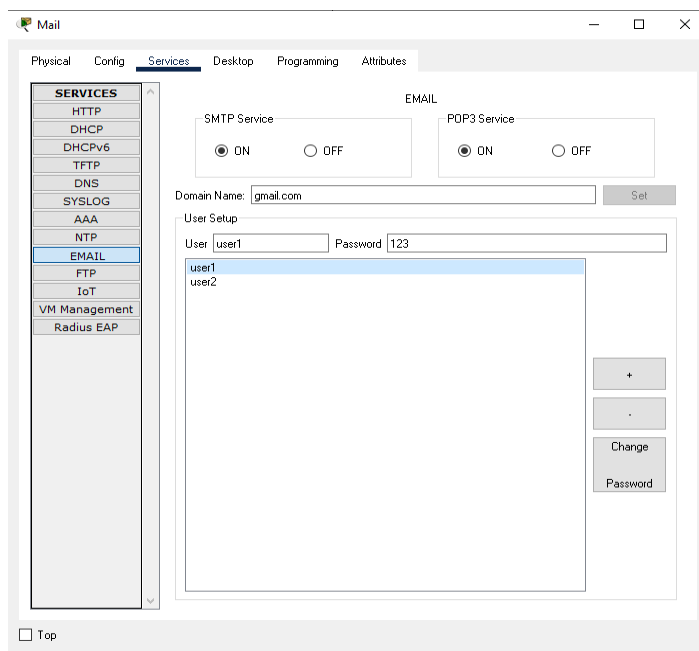 Mail
Physical Config Services Desktop Programming Attributes
SERVICES
HTTP
DHCP
DHCPv6
TFTP
DNS
SYSLOG
AAA
NTP
EMAIL
FTP
IoT
VM Management
Radius EAP
EMAIL
SMTP Service
ON OFF
POP3 Service
ON OFF
Domain Name: gmail.com Set
User Setup
User user1 Password 123
user1
user2
+
-
Change
Password
Top